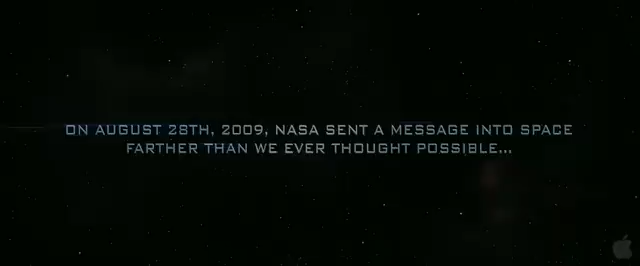 ON AUGUST 28TH, 2009, NASA SENT A MESSAGE INTO SPACE
FARTHER THAN WE EVER THOUGHT POSSIBLE...